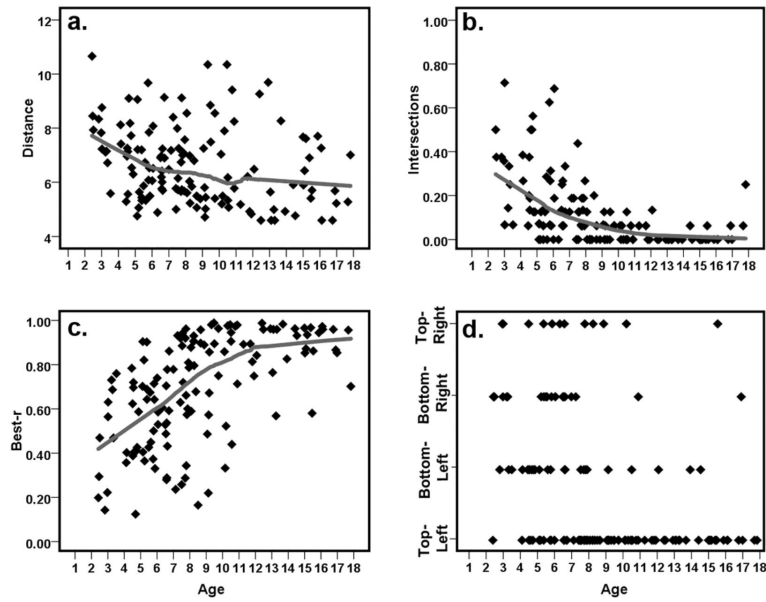 a.
Distance
12
10
8
6
4
1 2 3 4 5 6 7 8 9 10 11 12 13 14 15 16 17 18
b.
Intersections
1.00
0.80
0.60
0.40
0.20
0.00
1 2 3 4 5 6 7 8 9 10 11 12 13 14 15 16 17 18
c.
Best-r
1.00
0.80
0.60
0.40
0.20
0.00
1 2 3 4 5 6 7 8 9 10 11 12 13 14 15 16 17 18
Age
d.
Top-
Right
Bottom-
Right
Bottom-
Left
Top-
Left
1 2 3 4 5 6 7 8 9 10 11 12 13 14 15 16 17 18
Age